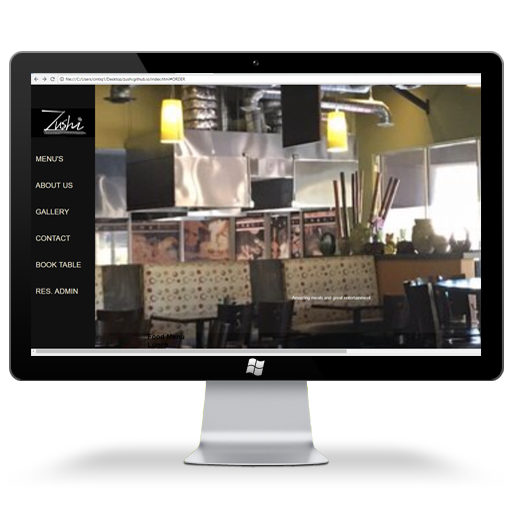 file:///C:/Users/
/Desktop/zushi.github.io/index.html#ORDER
Zushi
MENU'S
ABOUT US
GALLERY
CONTACT
BOOK TABLE
RES. ADMIN
Amazing meals and great entertainment
Food Menu